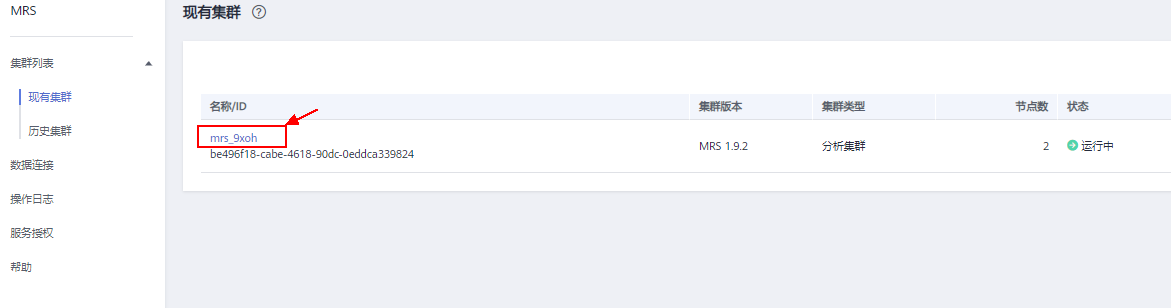 MRS
现有集群 ?
集群列表
现有集群
历史集群
数据连接
操作日志
服务授权
帮助
名称/ID 集群版本 集群类型 节点数 状态
mrs_9xoh
be496f18-cabe-4618-90dc-0eddca339824 MRS 1.9.2 分析集群 2 运行中